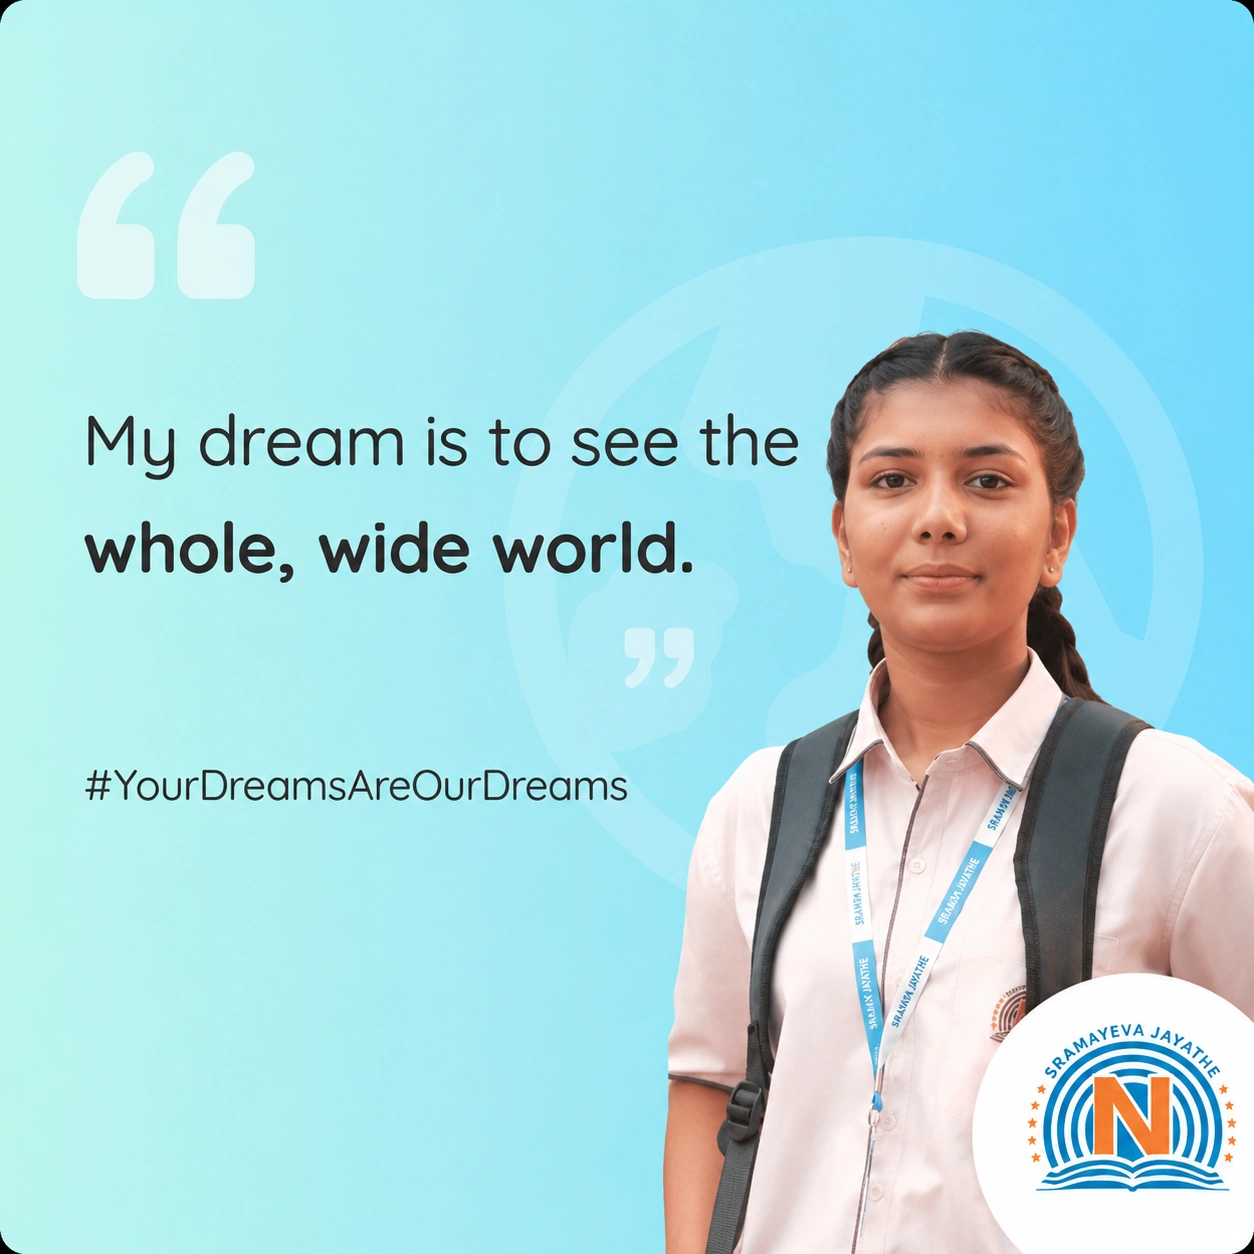 “
My dream is to see the
whole, wide world.
”
#YourDreamsAreOurDreams
SRAMAYEVA JAYATHE
N